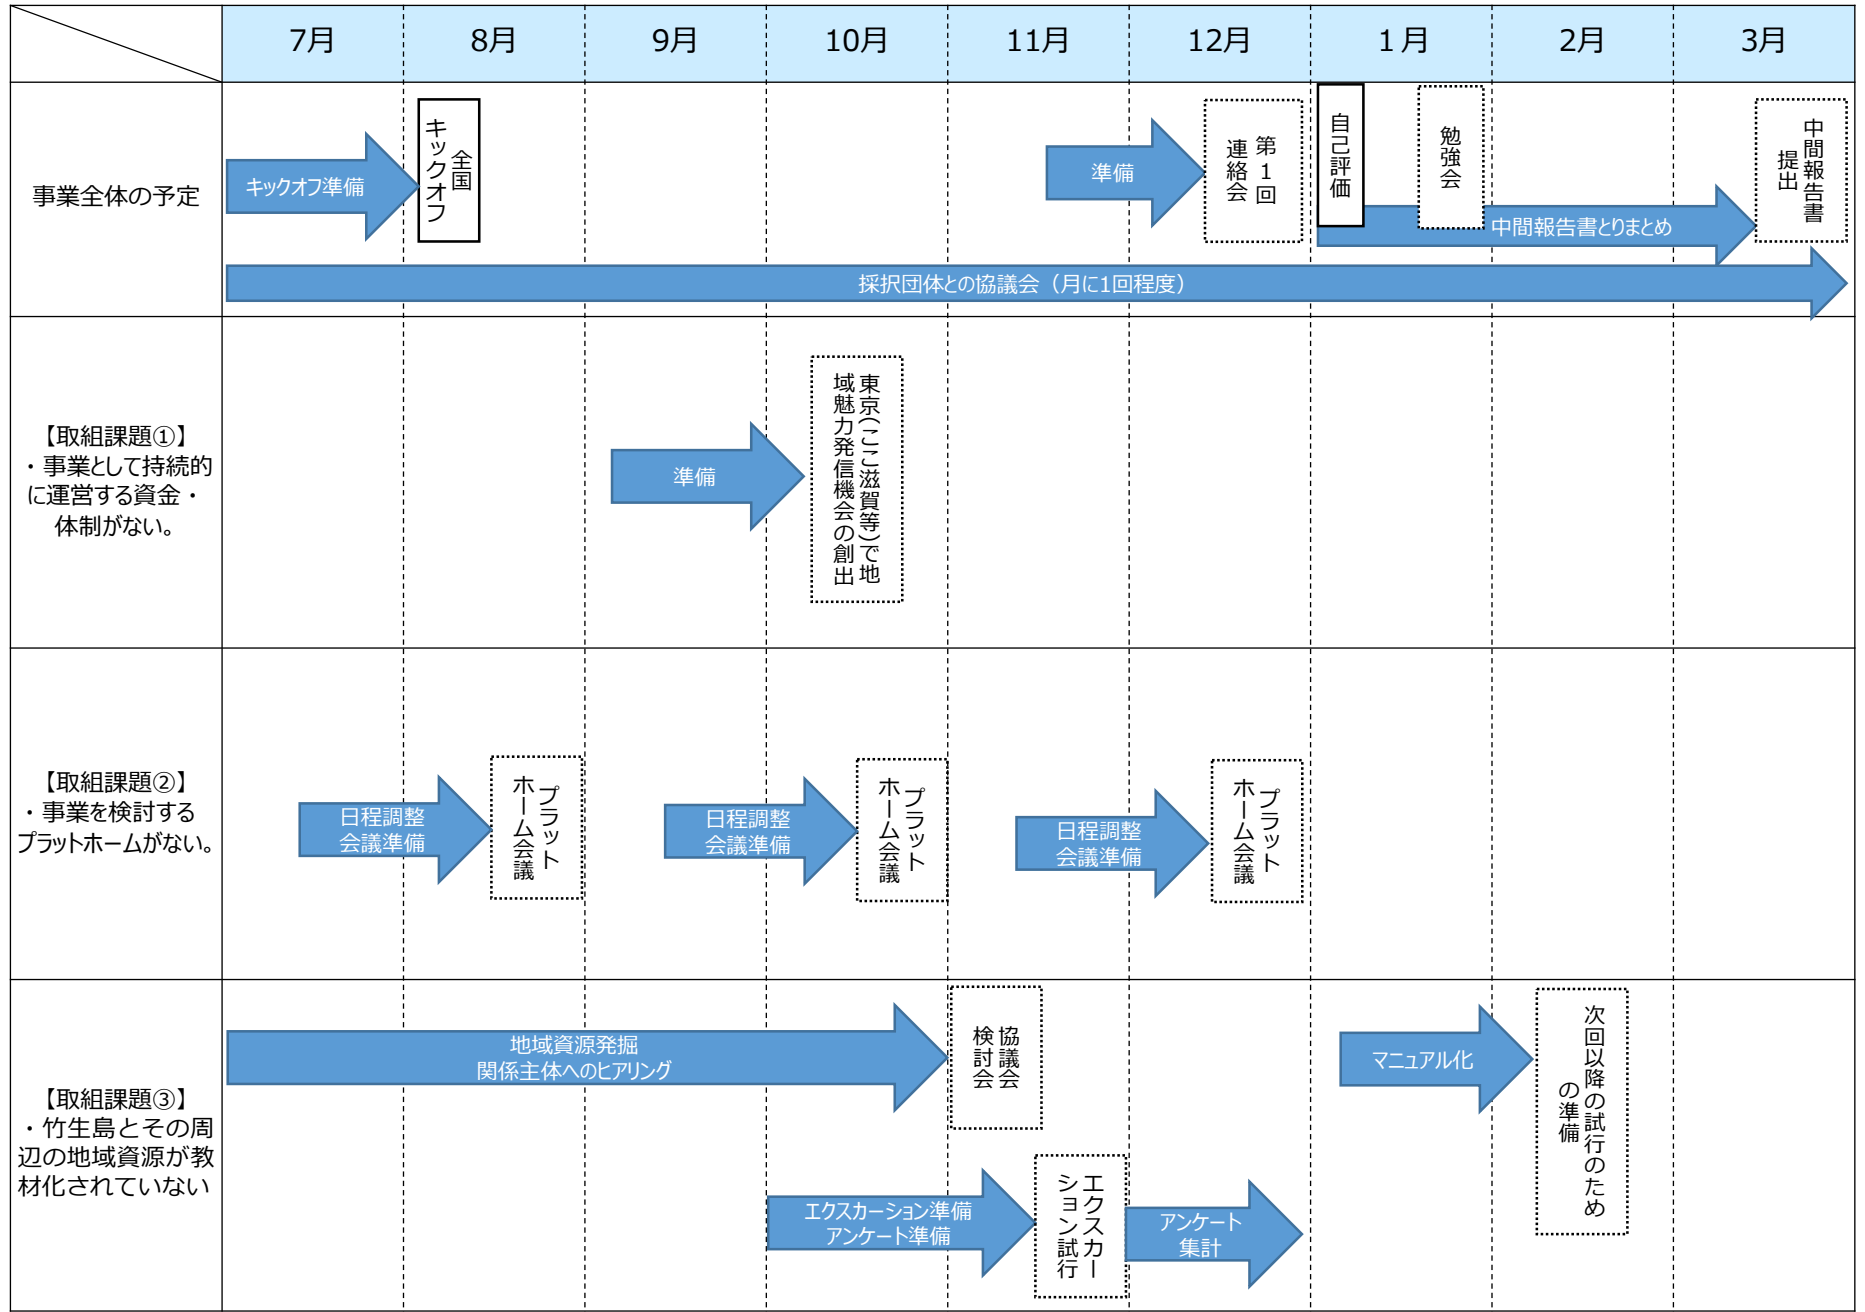 7月
8月
9月
10月
11月
12月
1月
2月
3月
事業全体の予定
キックオフ準備
全国
キックオフ
準備
第1回
連絡会
自己評価
勉強会
中間報告書とりまとめ
中間報告書
提出
採択団体との協議会（月に1回程度）
【取組課題①】
・事業として持続的
に運営する資金・
体制がない。
準備
東京(ここ滋賀等)で地
域魅力発信機会の創出
【取組課題②】
・事業を検討する
プラットホームがない。
日程調整
会議準備
プラット
ホーム会議
日程調整
会議準備
プラット
ホーム会議
日程調整
会議準備
プラット
ホーム会議
【取組課題③】
・竹生島とその周
辺の地域資源が教
材化されていない
地域資源発掘
関係主体へのヒアリング
協議会
検討会
マニュアル化
次回以降の試行のため
の準備
エクスカーション準備
アンケート準備
エクスカー
ション試行
アンケート
集計